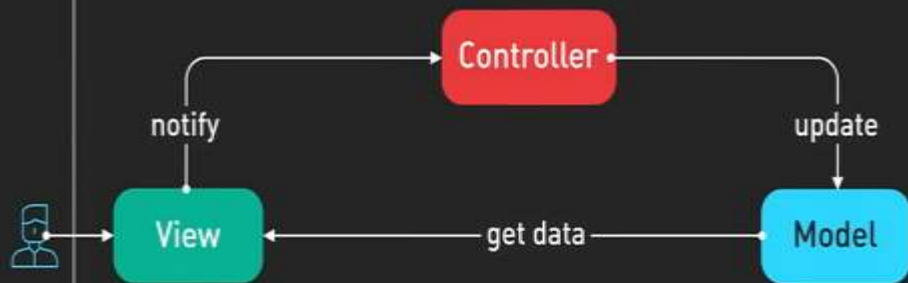 Controller
notify
update
View
get data
Model